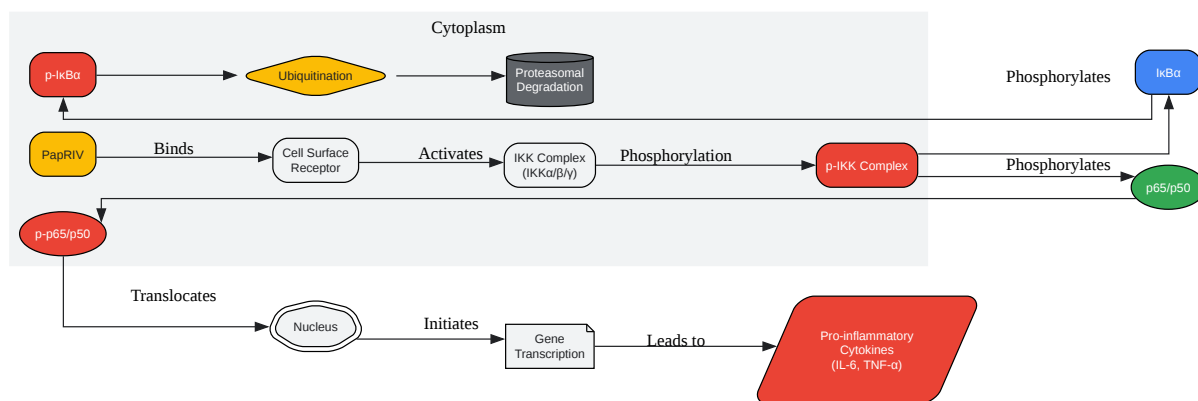 Cytoplasm
p-IκBα
Ubiquitination
Proteasomal
Degradation
Phosphorylates
IκBα
PapRIV
Binds
Cell Surface
Receptor
Activates
IKK Complex
(IKKα/β/γ)
Phosphorylation
p-IKK Complex
Phosphorylates
p65/p50
p-p65/p50
Translocates
Nucleus
Initiates
Gene
Transcription
Leads to
Pro-inflammatory
Cytokines
(IL-6, TNF-α)